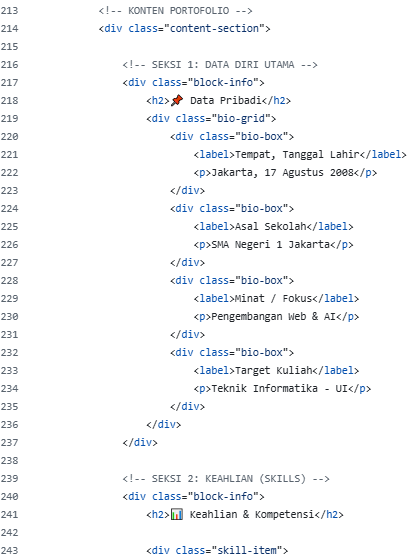 213 <!-- KONTEN PORTOFOLIO -->
214 <div class="content-section">
215
216 <!-- SEKSI 1: DATA DIRI UTAMA -->
217 <div class="block-info">
218 <h2>📌 Data Pribadi</h2>
219 <div class="bio-grid">
220 <div class="bio-box">
221 <label>Tempat, Tanggal Lahir</label>
222 <p>Jakarta, 17 Agustus 2008</p>
223 </div>
224 <div class="bio-box">
225 <label>Asal Sekolah</label>
226 <p>SMA Negeri 1 Jakarta</p>
227 </div>
228 <div class="bio-box">
229 <label>Minat / Fokus</label>
230 <p>Pengembangan Web & AI</p>
231 </div>
232 <div class="bio-box">
233 <label>Target Kuliah</label>
234 <p>Teknik Informatika - UI</p>
235 </div>
236 </div>
237 </div>
238
239 <!-- SEKSI 2: KEAHLIAN (SKILLS) -->
240 <div class="block-info">
241 <h2>📊 Keahlian & Kompetensi</h2>
242
243 <div class="skill-item">